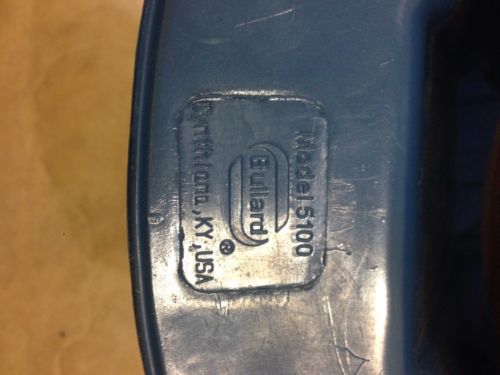 Model 5100
Bullard®
Cynthiana, KY, USA